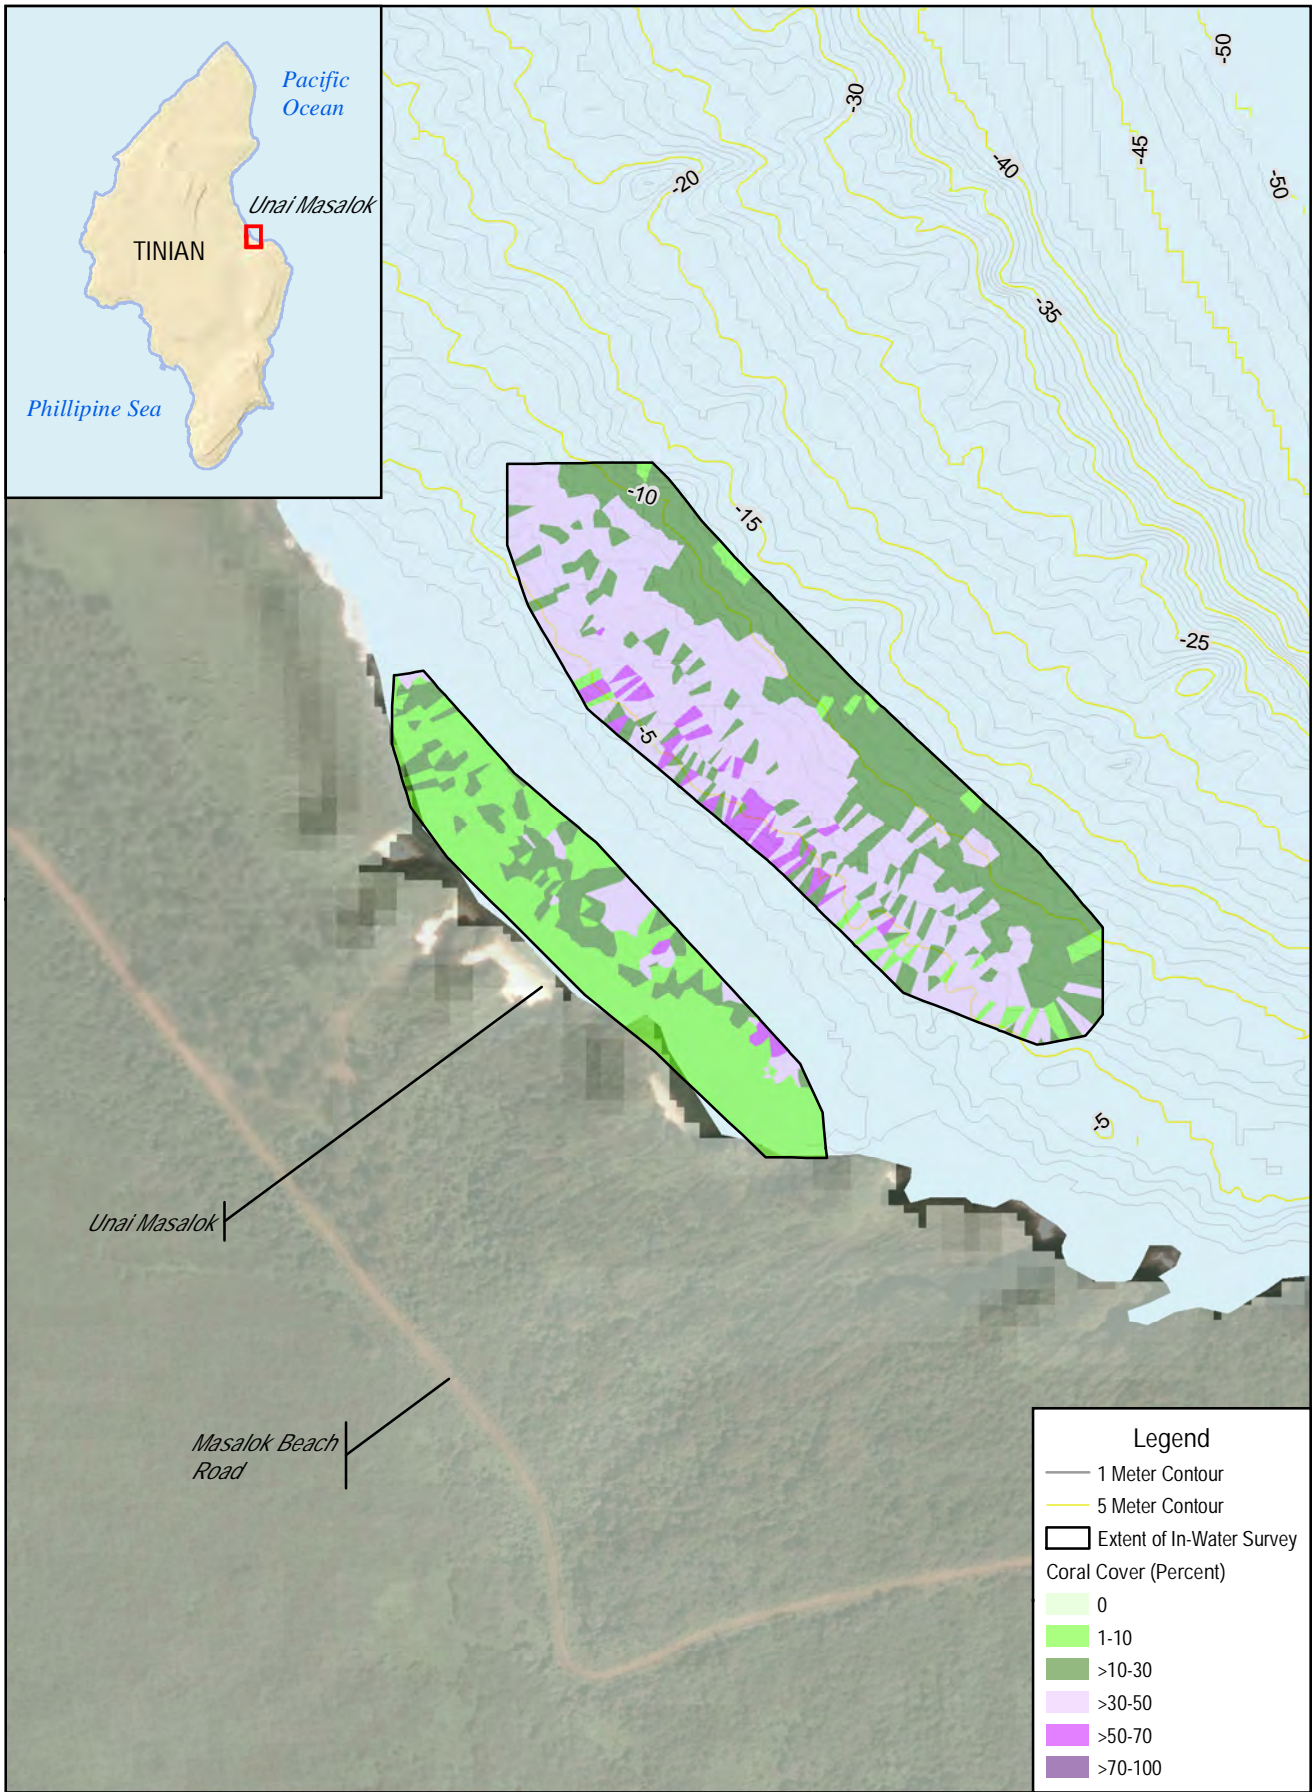 Pacific
Ocean
Unai Masalok
TINIAN
Phillipine Sea
-50
-30
-45
-40
-20
-50
-35
-10
-15
-25
-5
-5
Unai Masalok
Masalok Beach
Road
Legend
1 Meter Contour
5 Meter Contour
Extent of In-Water Survey
Coral Cover (Percent)
0
1-10
>10-30
>30-50
>50-70
>70-100